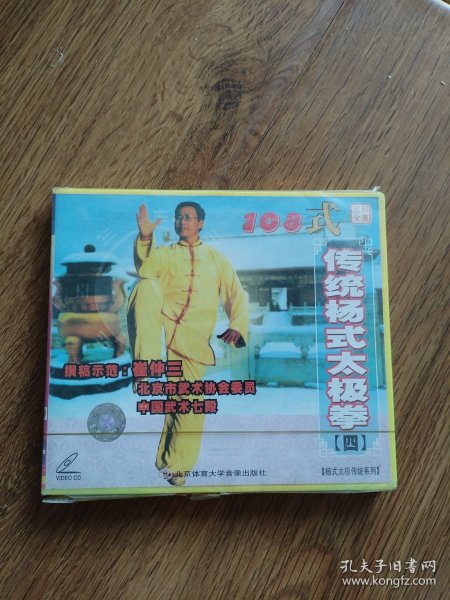 108式
传统杨式太极拳
【四】
撰稿示范：崔仲三
北京市武术协会委员
中国武术七段
VIDEO CD
北京体育大学音像出版社
【杨式太极传统系列】
孔夫子旧书网
www.kongfz.com